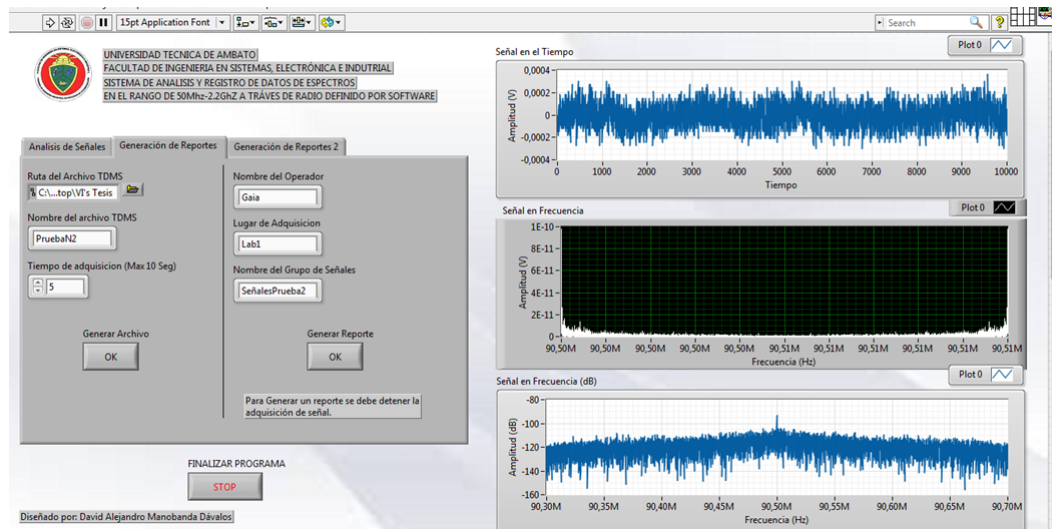 15pt Application Font
Search
UNIVERSIDAD TECNICA DE AMBATO
FACULTAD DE INGENIERIA EN SISTEMAS, ELECTRÓNICA E INDUTRIAL
SISTEMA DE ANALISIS Y REGISTRO DE DATOS DE ESPECTROS
EN EL RANGO DE 50Mhz-2.2GhZ A TRÁVES DE RADIO DEFINIDO POR SOFTWARE
Analisis de Señales
Generación de Reportes
Generación de Reportes 2
Ruta del Archivo TDMS
C:\...top\VI's Tesis
Nombre del archivo TDMS
PruebaN2
Tiempo de adquisicion (Max 10 Seg)
5
Generar Archivo
OK
Nombre del Operador
Gaia
Lugar de Adquisicion
Lab1
Nombre del Grupo de Señales
SeñalesPrueba2
Generar Reporte
OK
Para Generar un reporte se debe detener la
adquisición de señal.
FINALIZAR PROGRAMA
STOP
Diseñado por: David Alejandro Manobanda Dávalos
Señal en el Tiempo
Plot 0
Amplitud (V)
0,0004
0,0002
0
-0,0002
-0,0004
0 1000 2000 3000 4000 5000 6000 7000 8000 9000 10000
Tiempo
Señal en Frecuencia
Plot 0
Amplitud (V)
1E-10
8E-11
6E-11
4E-11
2E-11
0
90,50M 90,50M 90,50M 90,50M 90,50M 90,51M 90,51M 90,51M 90,51M 90,51M 90,51M
Frecuencia (Hz)
Señal en Frecuencia (dB)
Plot 0
Amplitud (dB)
-80
-100
-120
-140
-160
90,30M 90,35M 90,40M 90,45M 90,50M 90,55M 90,60M 90,65M 90,70M
Frecuencia (Hz)